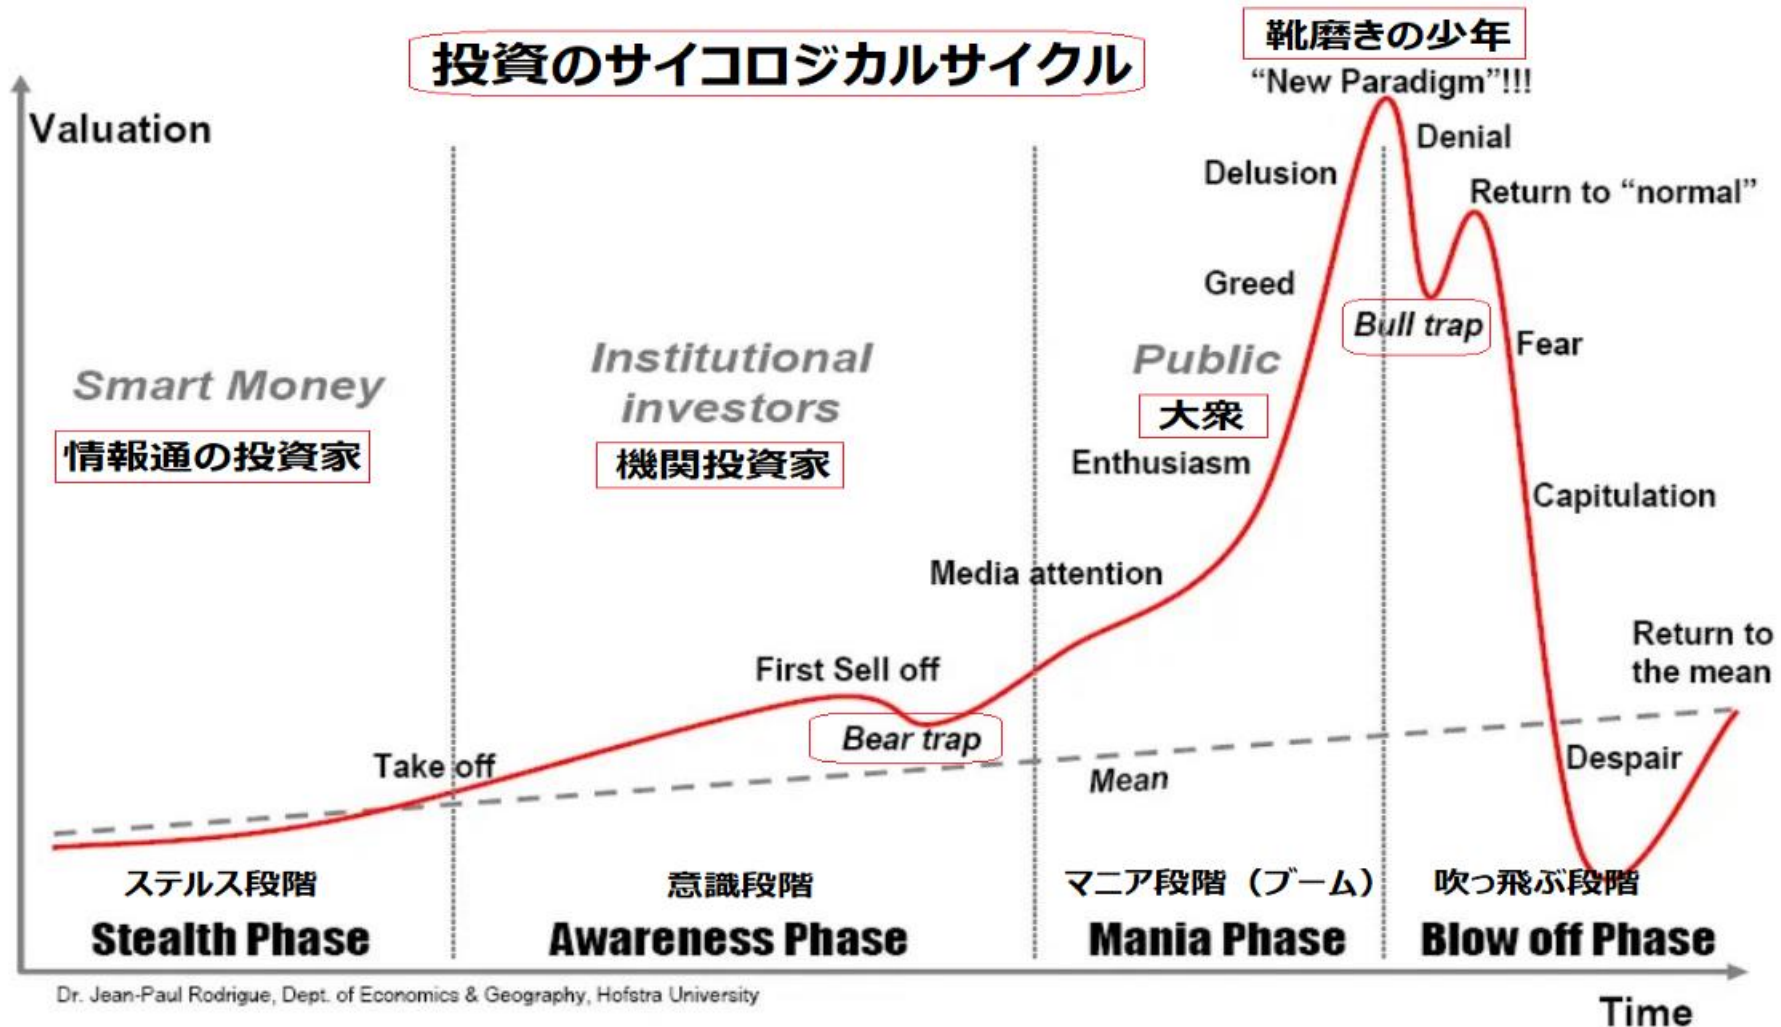 投資のサイコロジカルサイクル
靴磨きの少年
“New Paradigm”!!!
Valuation
Denial
Delusion
Return to “normal”
Greed
Bull trap
Fear
Smart Money
情報通の投資家
Institutional
investors
機関投資家
Public
大衆
Enthusiasm
Capitulation
Media attention
First Sell off
Bear trap
Return to
the mean
Take off
Mean
Despair
ステルス段階
意識段階
マニア段階（ブーム）
吹っ飛ぶ段階
Stealth Phase
Awareness Phase
Mania Phase
Blow off Phase
Dr. Jean-Paul Rodrigue, Dept. of Economics & Geography, Hofstra University
Time